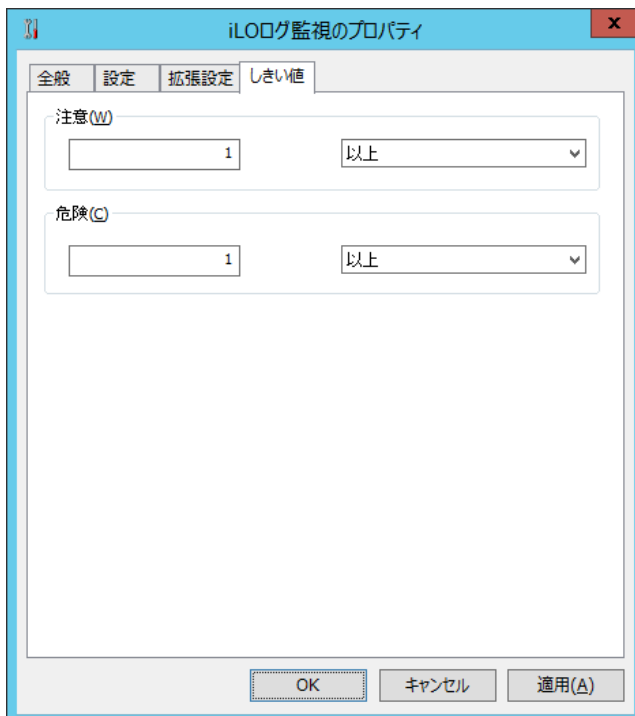 iLOログ監視のプロパティ
x
全般 設定 拡張設定 しきい値
注意(W)
1 以上
危険(C)
1 以上
OK キャンセル 適用(A)